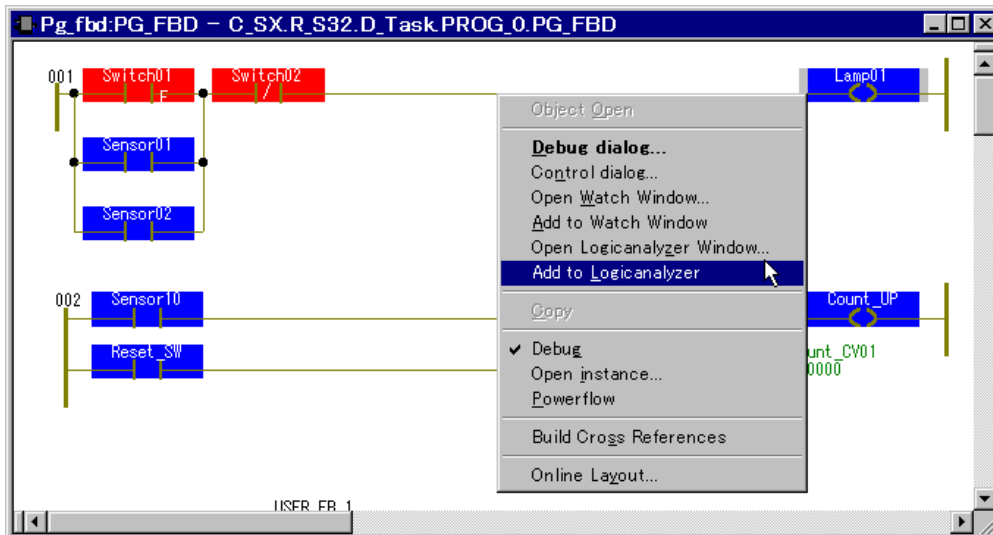 Pg_fbd:PG_FBD - C_SX.R_S32.D_Task.PROG_0.PG_FBD
001 Switch01 Switch02 Lamp01
F
Sensor01
Sensor02
Object Open
Debug dialog...
Control dialog...
Open Watch Window...
Add to Watch Window
Open Logicanalyzer Window...
Add to Logicanalyzer
002 Sensor10 Count_UP
Copy
Reset_SW
Debug
unt_CV01
Open instance...
0000
Powerflow
Build Cross References
Online Layout...
USER_FB_1